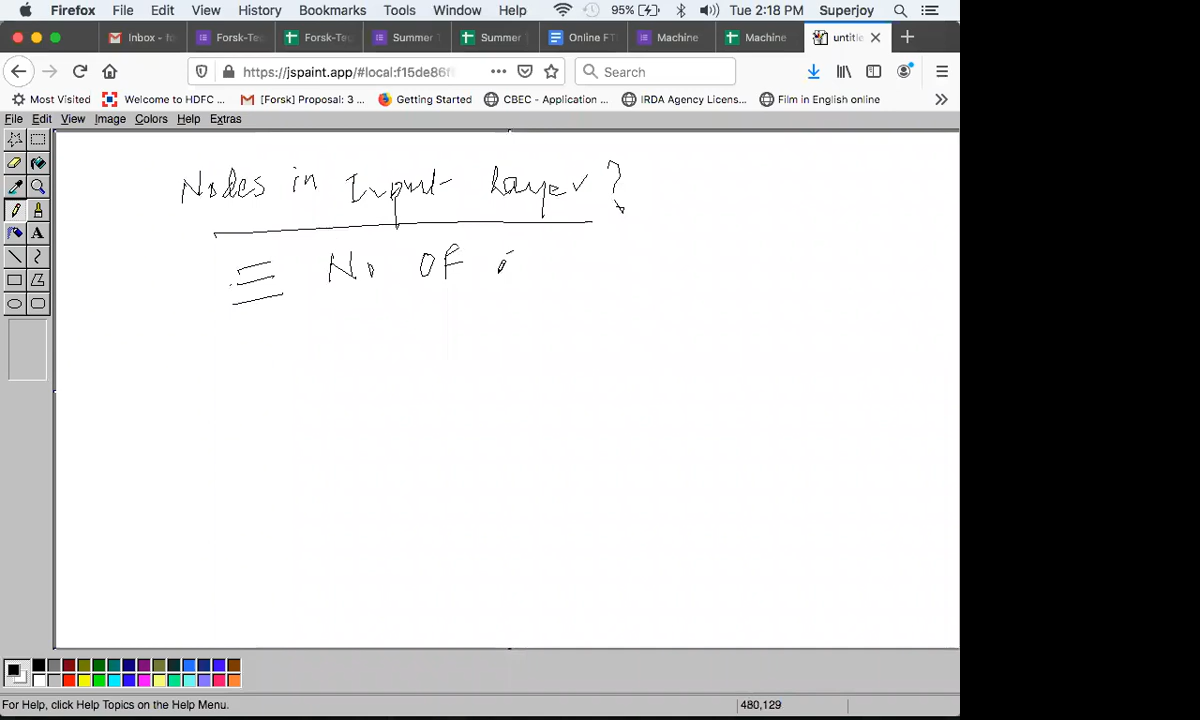 Firefox File Edit View History Bookmarks Tools Window Help 95% Tue 2:18 PM Superjoy
Inbox - Forsk-Te Forsk-Te Summer Summer Online FT Machine Machine untitle
https://jspaint.app/#local:f15de86f Search
Most Visited Welcome to HDFC ... [Forsk] Proposal: 3 ... Getting Started CBEC - Application ... IRDA Agency Licens... Film in English online
File Edit View Image Colors Help Extras
Nodes in Input Layer?
No OF
For Help, click Help Topics on the Help Menu. 480,129